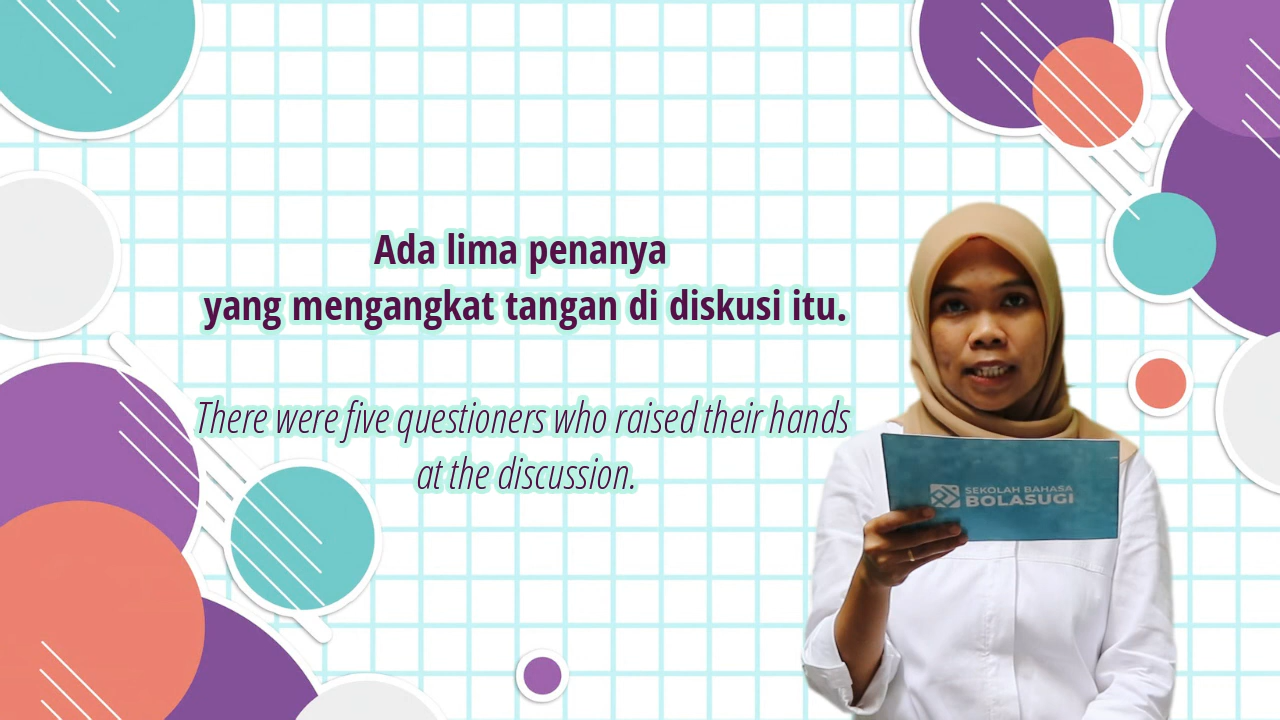 Ada lima penanya
yang mengangkat tangan di diskusi itu.
There were five questioners who raised their hands
at the discussion.
SEKOLAH BAHASA
BOLASUGI